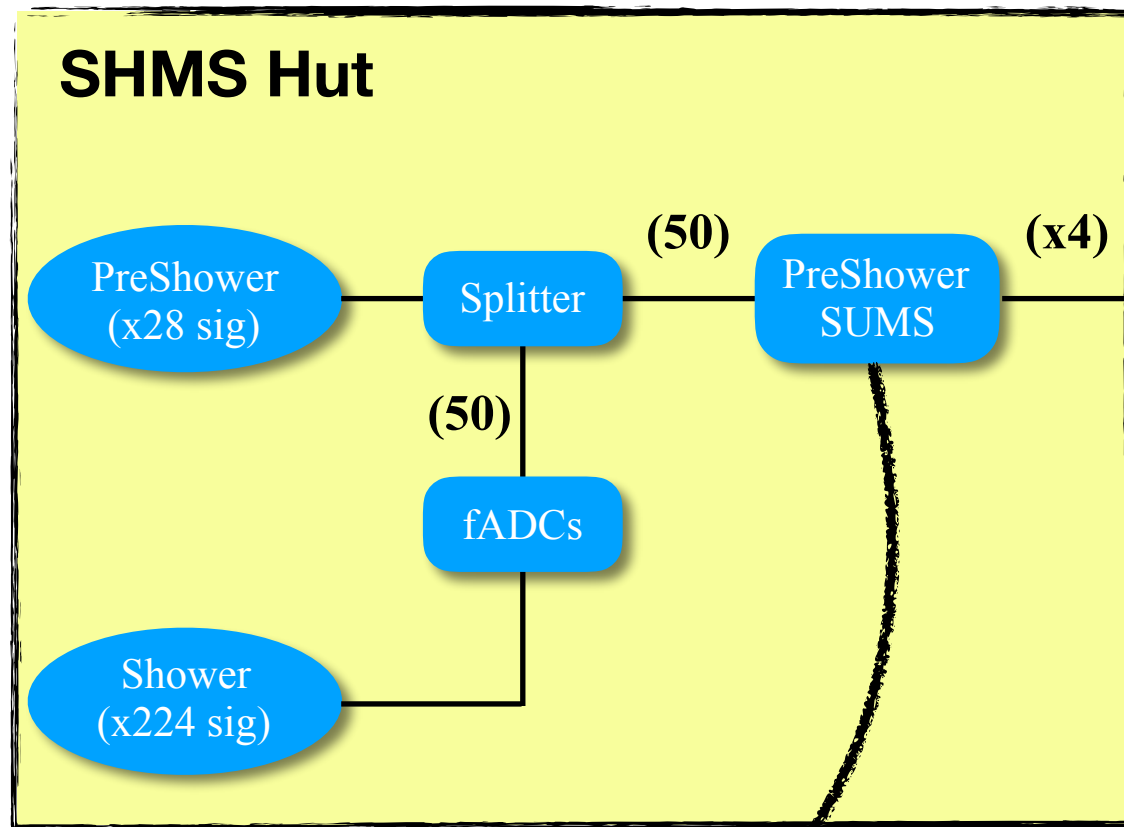 SHMS Hut
(50)
(x4)
PreShower
(x28 sig)
Splitter
PreShower
SUMS
(50)
fADCs
Shower
(x224 sig)